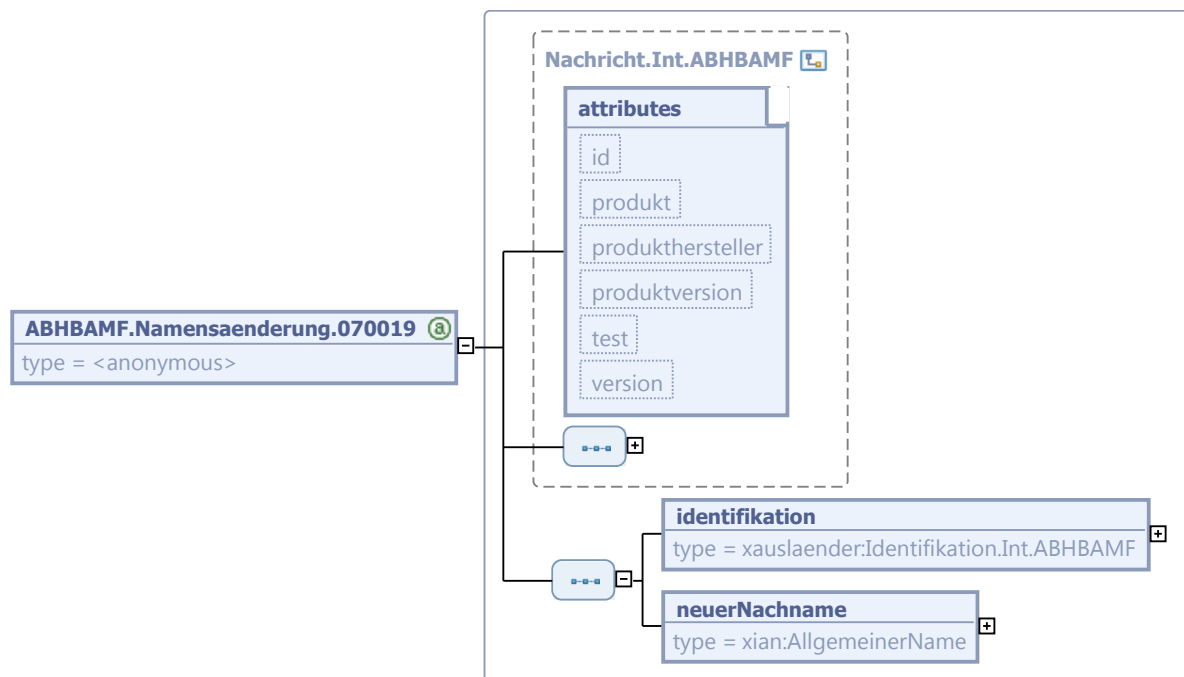 Nachricht.Int.ABHBAMF
attributes
id
produkt
produkthersteller
produktversion
test
version
ABHBAMF.Namensaenderung.070019 a
type = <anonymous>
identifikation
type = xauslaender:Identifikation.Int.ABHBAMF
neuerNachname
type = xian:AllgemeinerName